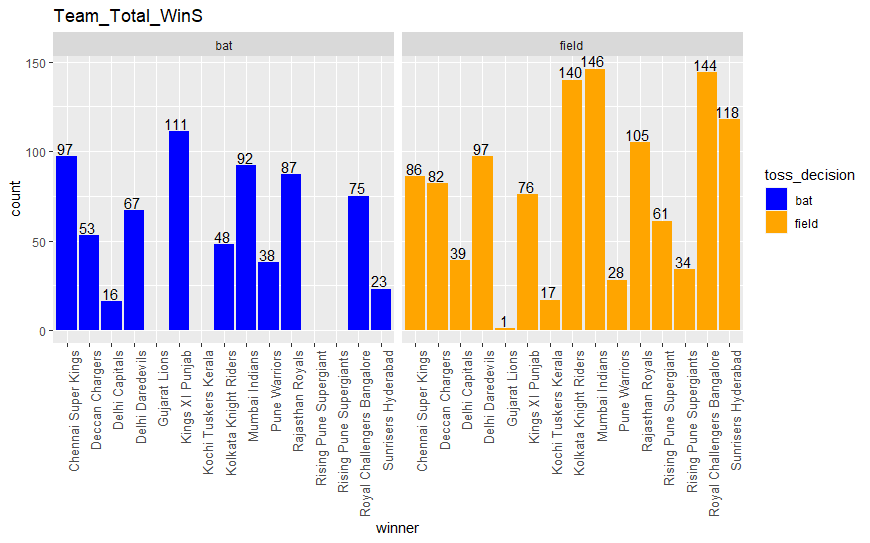 Team_Total_WinS
bat
field
150
100
50
0
count
97
53
16
67
111
48
92
38
87
75
23
86
82
39
97
1
76
17
140
146
28
105
61
34
144
118
Chennai Super Kings
Deccan Chargers
Delhi Capitals
Delhi Daredevils
Gujarat Lions
Kings XI Punjab
Kochi Tuskers Kerala
Kolkata Knight Riders
Mumbai Indians
Pune Warriors
Rajasthan Royals
Rising Pune Supergiant
Rising Pune Supergiants
Royal Challengers Bangalore
Sunrisers Hyderabad
Chennai Super Kings
Deccan Chargers
Delhi Capitals
Delhi Daredevils
Gujarat Lions
Kings XI Punjab
Kochi Tuskers Kerala
Kolkata Knight Riders
Mumbai Indians
Pune Warriors
Rajasthan Royals
Rising Pune Supergiant
Rising Pune Supergiants
Royal Challengers Bangalore
Sunrisers Hyderabad
winner
toss_decision
bat
field